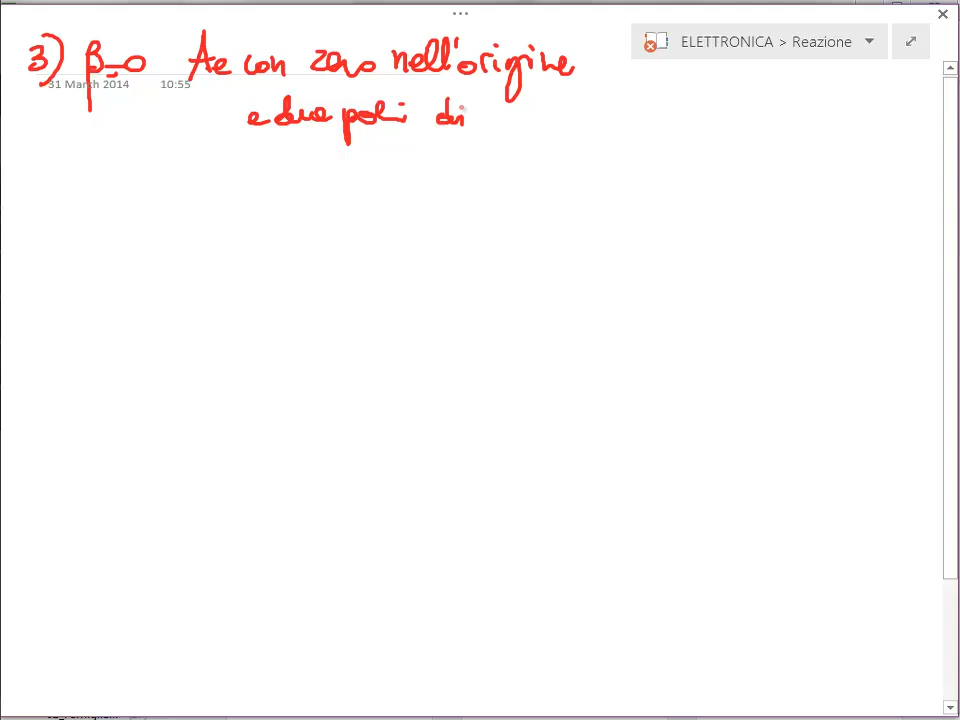 ELETTRONICA > Reazione
3) β=0 Ae con zero nell'origine
31 March 2014 10:55
e due poli di